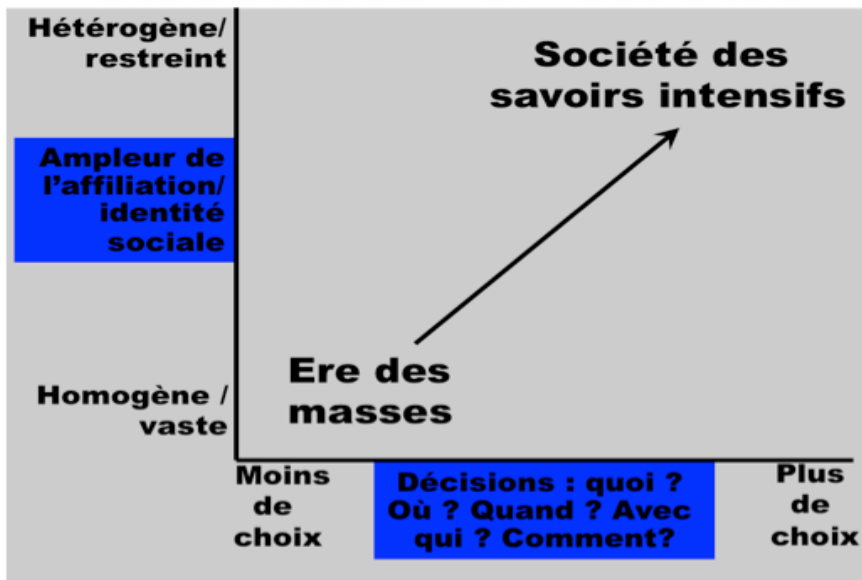 Hétérogène/
restreint
Société des
savoirs intensifs
Ampleur de
l'affiliation/
identité
sociale
Ere des
masses
Homogène /
vaste
Moins
de
choix
Décisions : quoi ?
Où ? Quand ? Avec
qui ? Comment?
Plus
de
choix